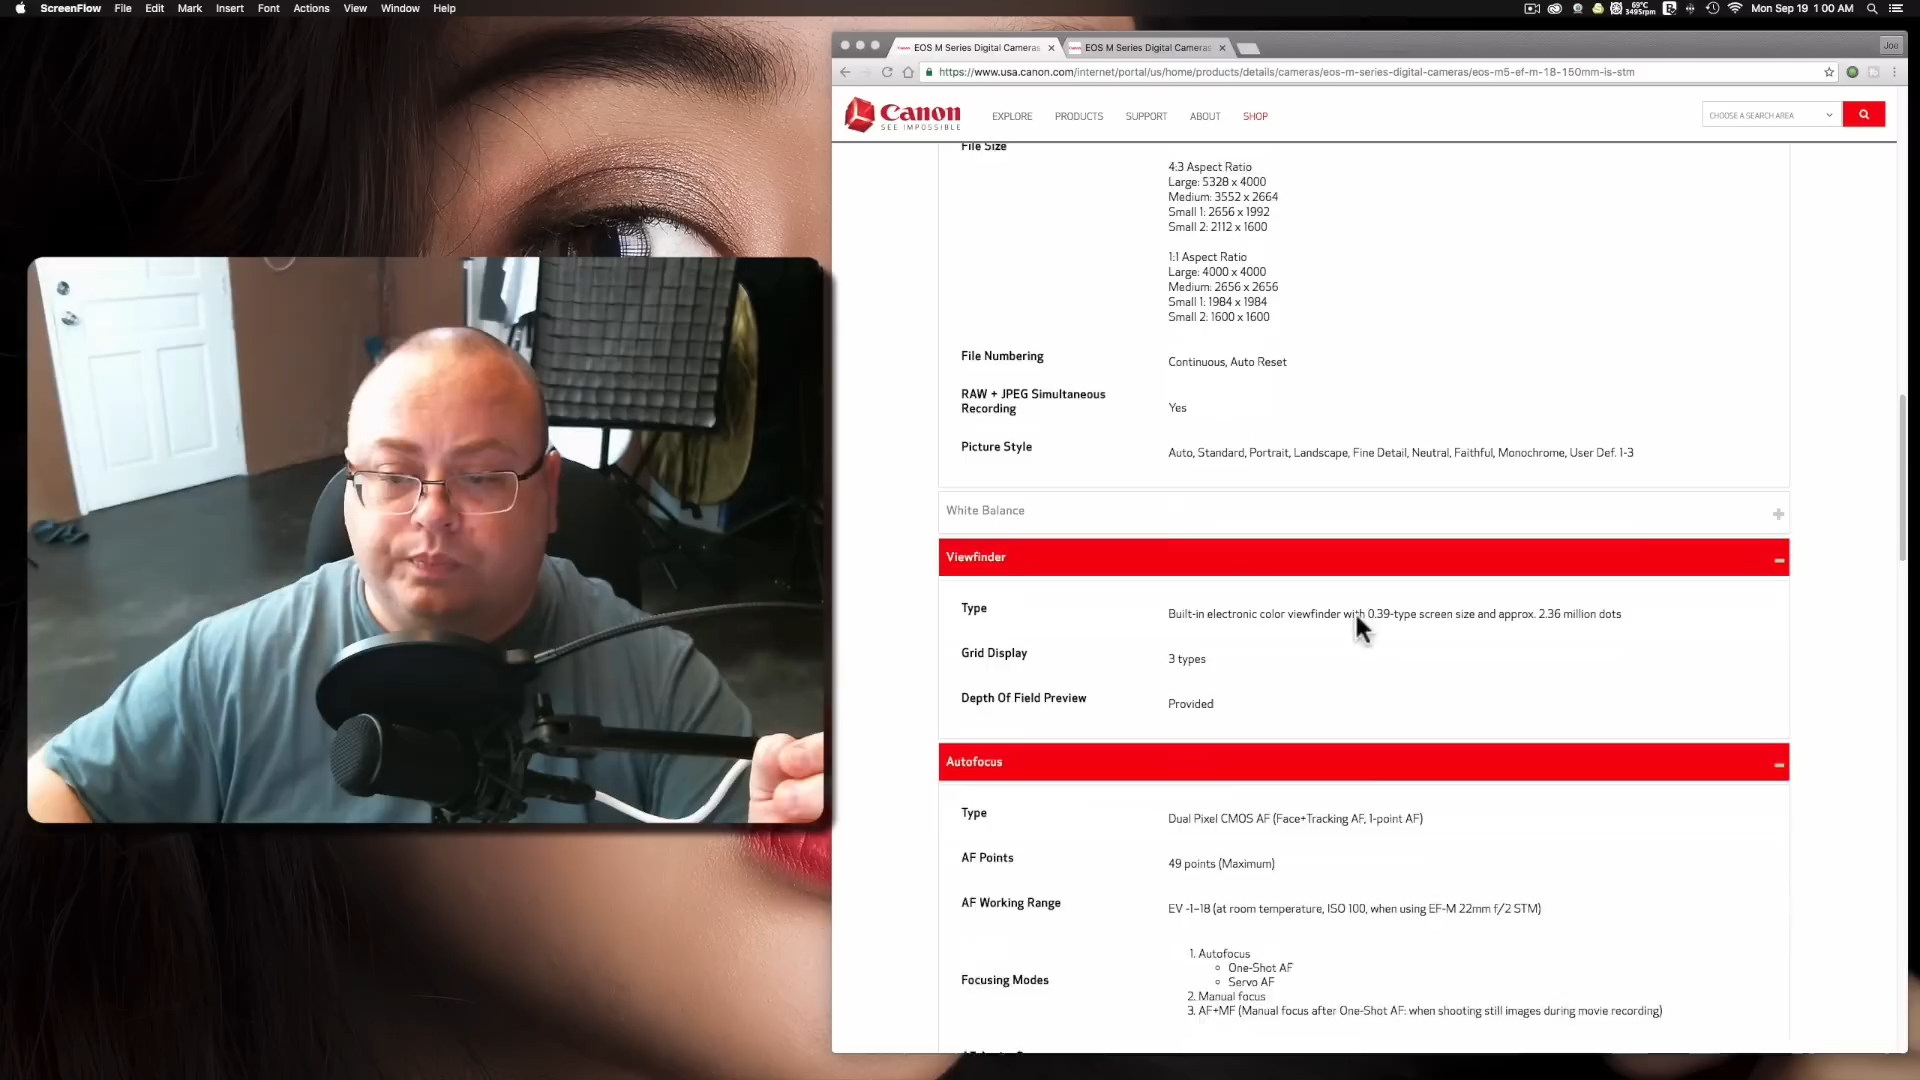 ScreenFlow File Edit Mark Insert Font Actions View Window Help
69°C
3495rpm
Mon Sep 19 1:00 AM
EOS M Series Digital Cameras
EOS M Series Digital Cameras
Joe
https://www.usa.canon.com/internet/portal/us/home/products/details/cameras/eos-m-series-digital-cameras/eos-m5-ef-m-18-150mm-is-stm
Canon
SEE IMPOSSIBLE
EXPLORE PRODUCTS SUPPORT ABOUT SHOP
CHOOSE A SEARCH AREA
File Size
4:3 Aspect Ratio
Large: 5328 x 4000
Medium: 3552 x 2664
Small 1: 2656 x 1992
Small 2: 2112 x 1600
1:1 Aspect Ratio
Large: 4000 x 4000
Medium: 2656 x 2656
Small 1: 1984 x 1984
Small 2: 1600 x 1600
File Numbering
Continuous, Auto Reset
RAW + JPEG Simultaneous
Recording
Yes
Picture Style
Auto, Standard, Portrait, Landscape, Fine Detail, Neutral, Faithful, Monochrome, User Def. 1-3
White Balance
Viewfinder
Type
Built-in electronic color viewfinder with 0.39-type screen size and approx. 2.36 million dots
Grid Display
3 types
Depth Of Field Preview
Provided
Autofocus
Type
Dual Pixel CMOS AF (Face+Tracking AF, 1-point AF)
AF Points
49 points (Maximum)
AF Working Range
EV -1–18 (at room temperature, ISO 100, when using EF-M 22mm f/2 STM)
Focusing Modes
1. Autofocus
One-Shot AF
Servo AF
2. Manual focus
3. AF+MF (Manual focus after One-Shot AF: when shooting still images during movie recording)